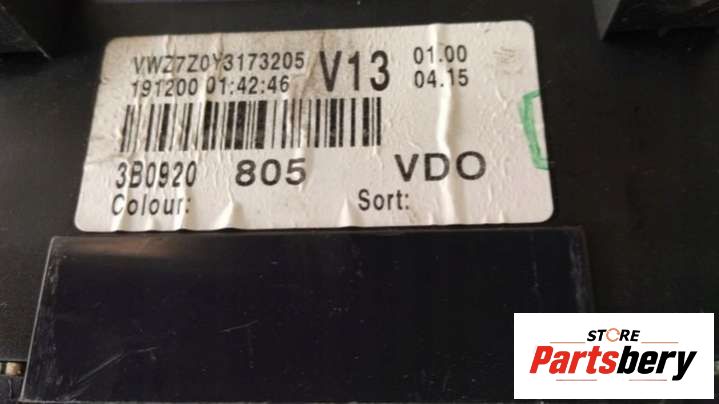 VWZ7Z0Y3173205 V13 01.00
191200 01:42:46 04.15
3B0920 805 VDO
Colour: Sort:
STORE
Partsbery